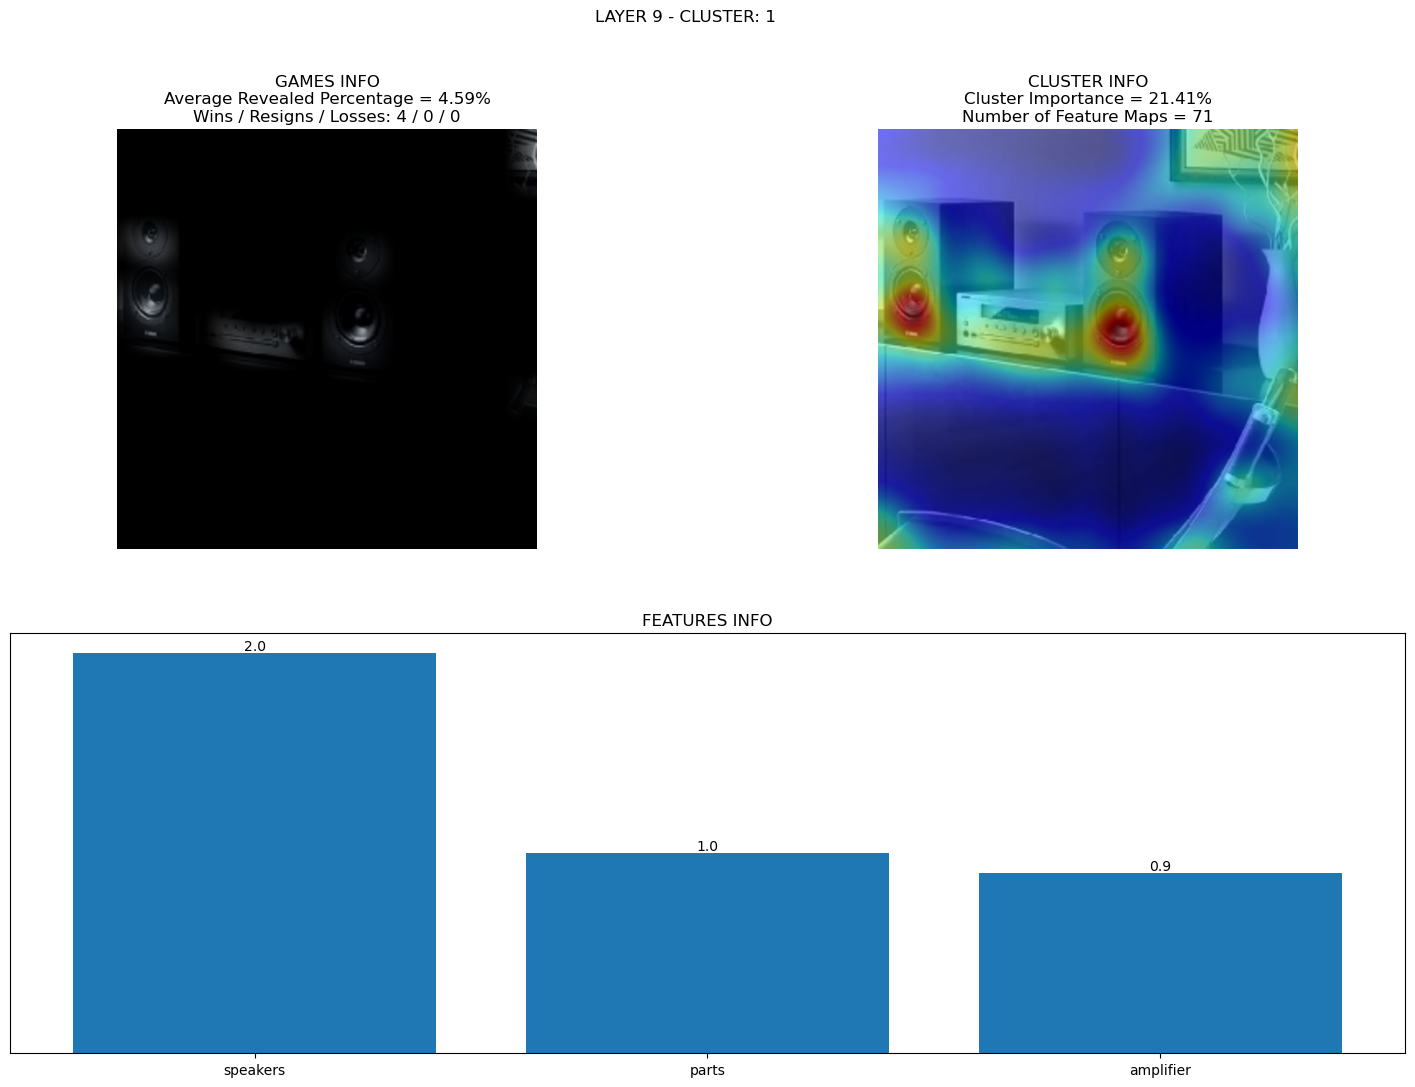 LAYER 9 - CLUSTER: 1
GAMES INFO
Average Revealed Percentage = 4.59%
Wins / Resigns / Losses: 4 / 0 / 0
CLUSTER INFO
Cluster Importance = 21.41%
Number of Feature Maps = 71
FEATURES INFO
2.0
1.0
0.9
speakers
parts
amplifier